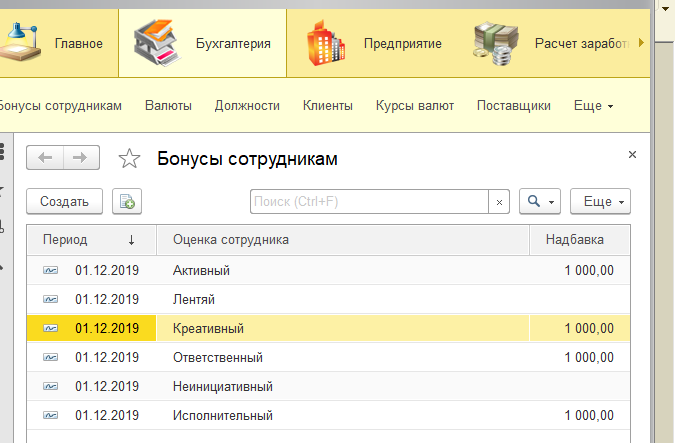 Главное Бухгалтерия Предприятие Расчет заработ
Бонусы сотрудникам Валюты Должности Клиенты Курсы валют Поставщики Еще
Бонусы сотрудникам
Создать Поиск (Ctrl+F) Еще
Период Оценка сотрудника Надбавка
01.12.2019 Активный 1 000,00
01.12.2019 Лентяй
01.12.2019 Креативный 1 000,00
01.12.2019 Ответственный 1 000,00
01.12.2019 Неинициативный
01.12.2019 Исполнительный 1 000,00